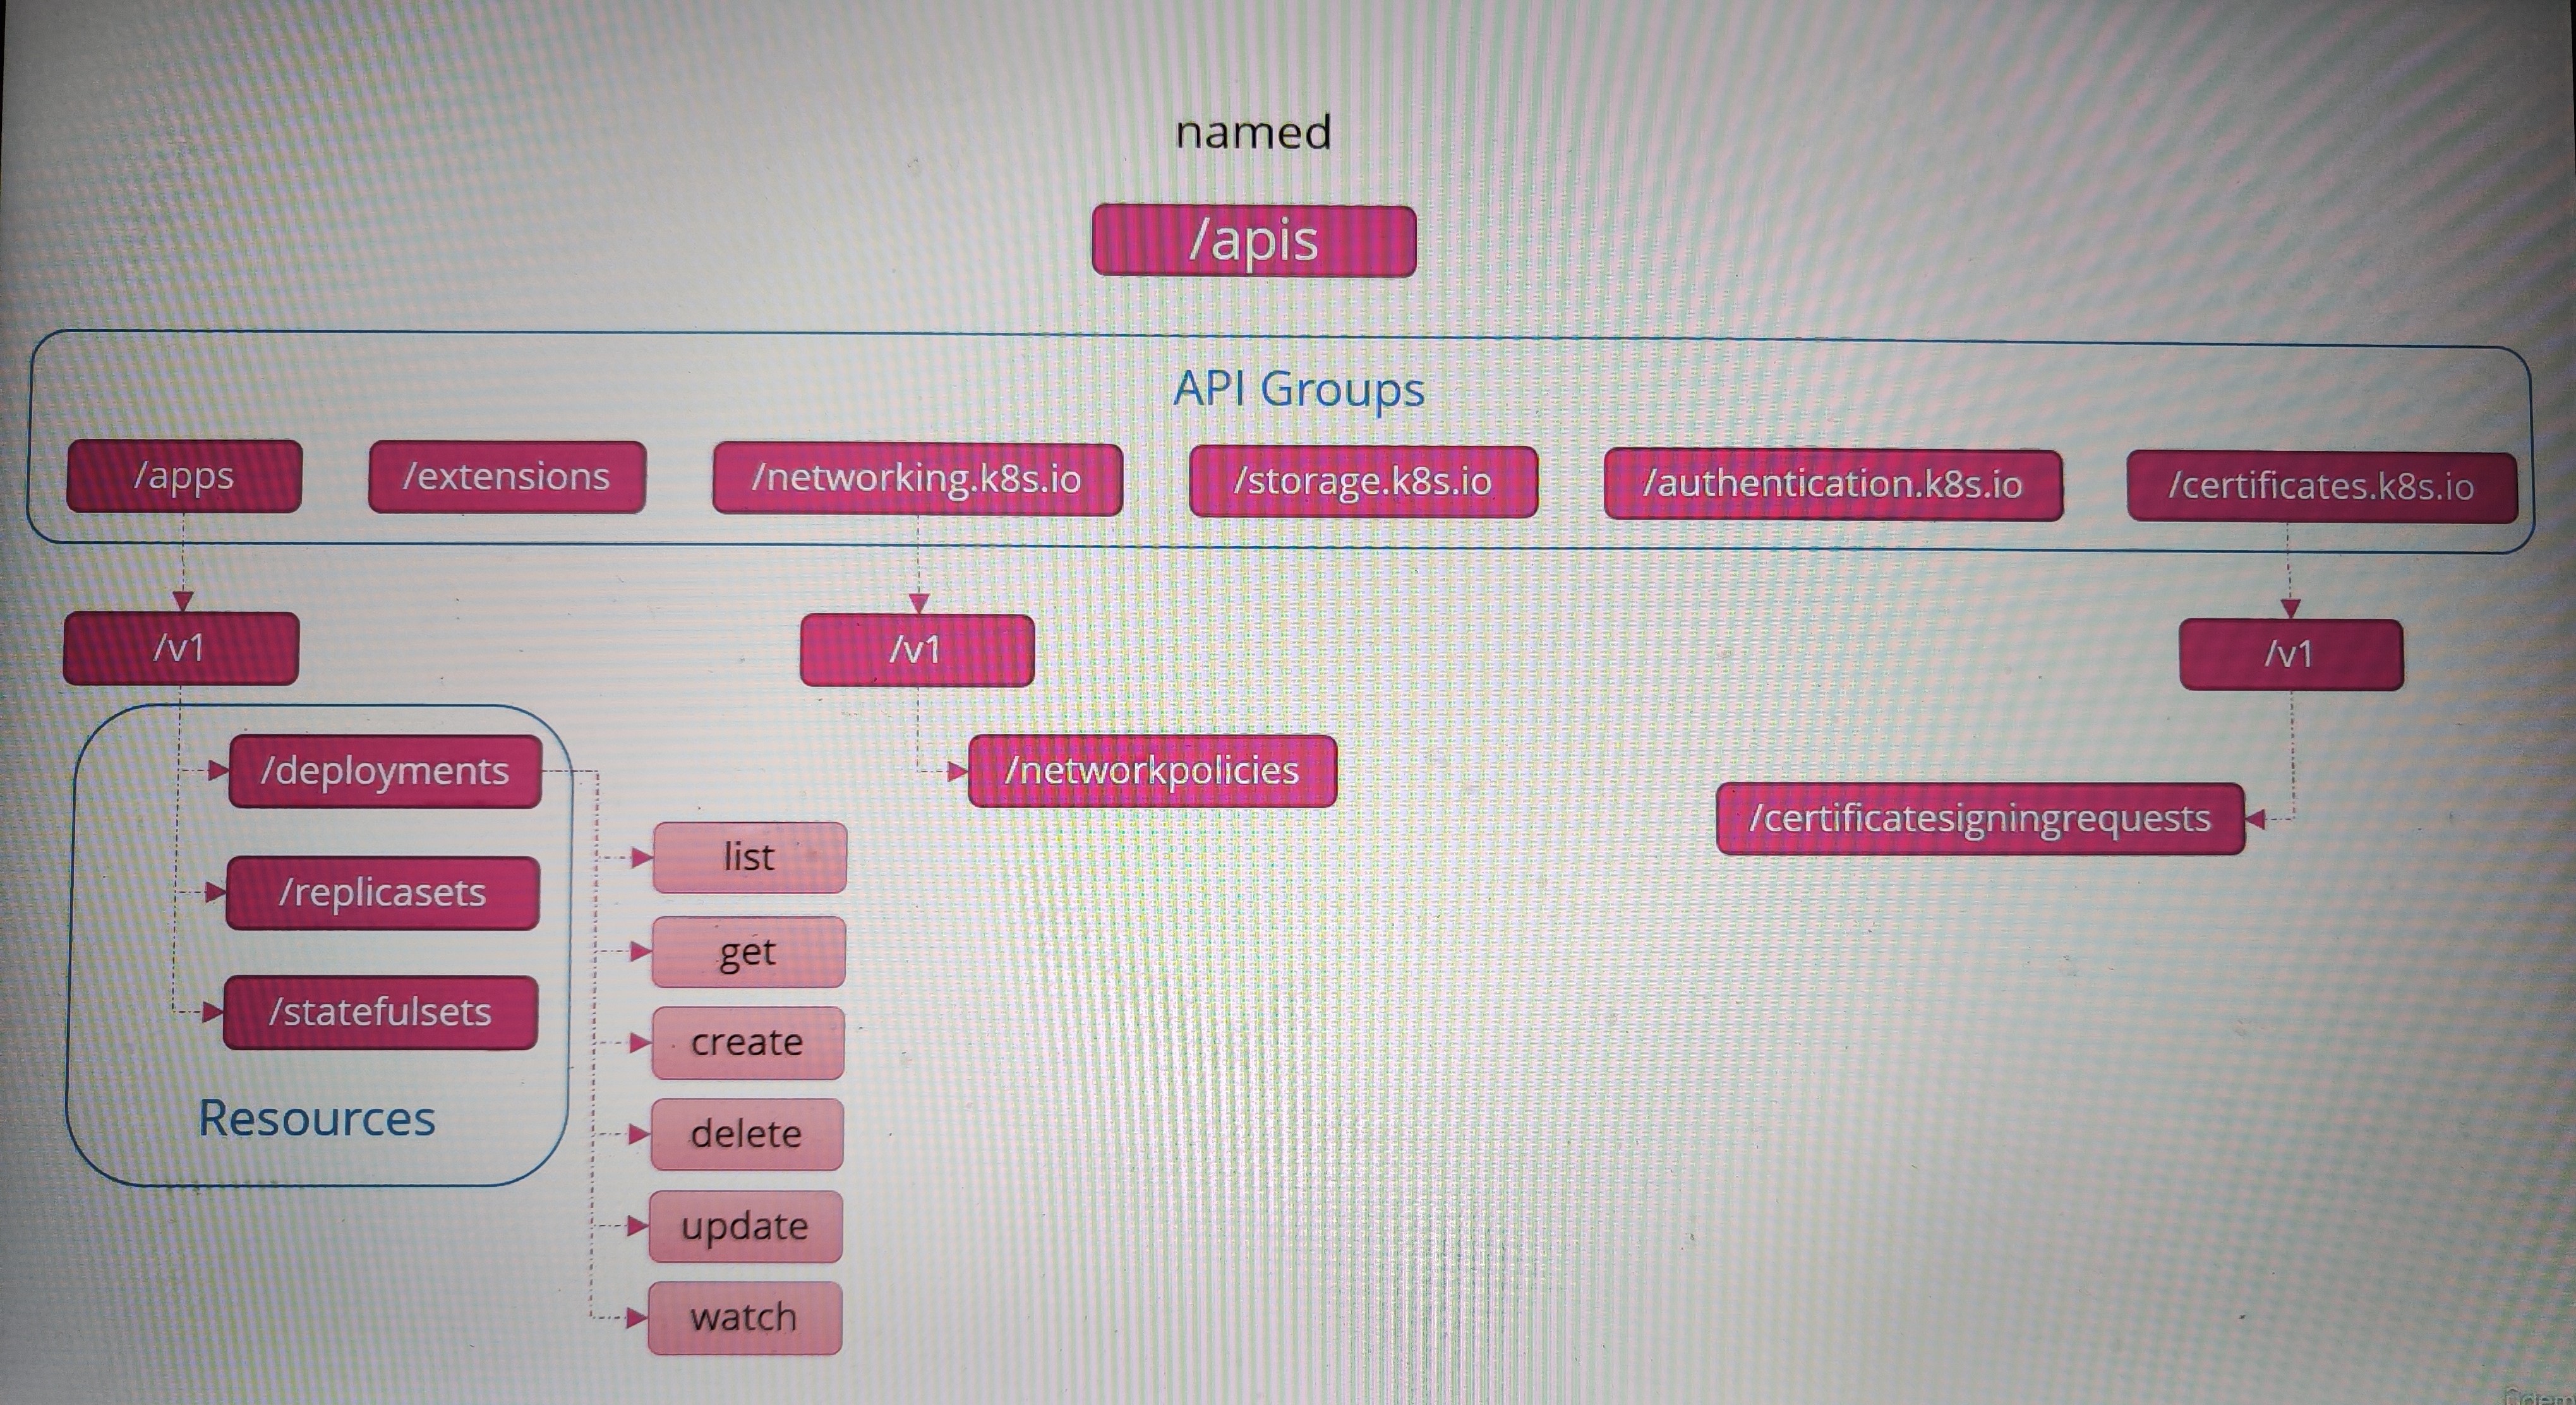 named
/apis
API Groups
/apps
/extensions
/networking.k8s.io
/storage.k8s.io
/authentication.k8s.io
/certificates.k8s.io
/v1
/v1
/v1
/deployments
/networkpolicies
/certificatesigningrequests
/replicasets
/statefulsets
Resources
list
get
create
delete
update
watch